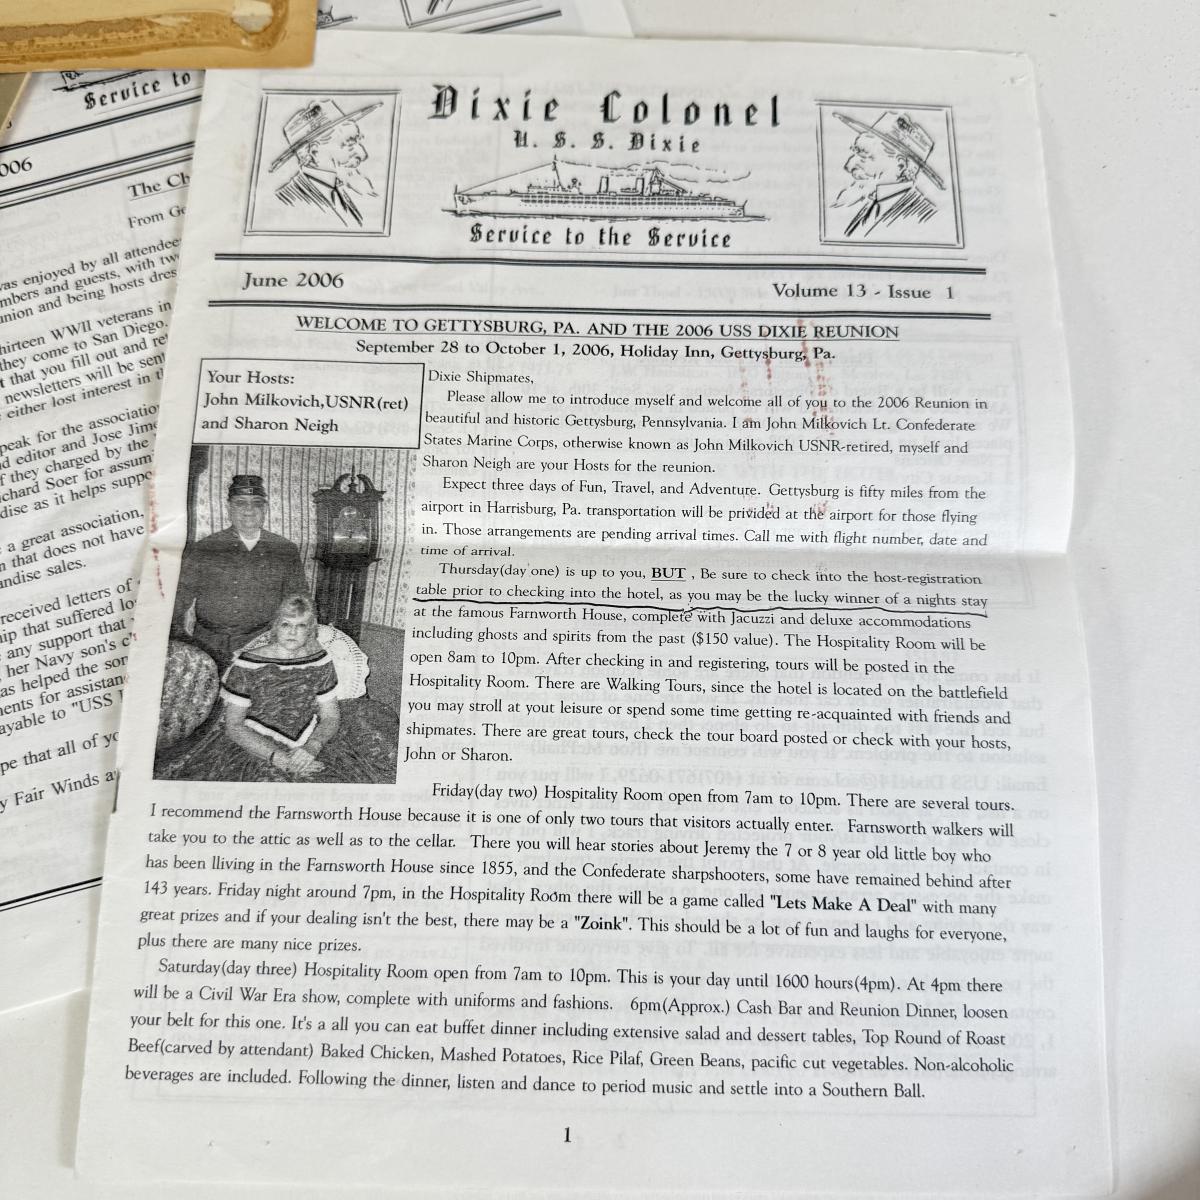 Service to
006
The Ch
From Ge
was enjoyed by all attendee
mbers and guests, with tw
nion and being hosts dres
hirteen WWII veterans in
they come to San Diego.
t that you fill out and re
newsletters will be sent
either lost interest in t
peak for the association
nd editor and Jose Jime
f they charged by the
chard Soer for assum
dise as it helps suppo
a great association,
n that does not have
andise sales.
received letters of
ip that suffered lo
any support that
her Navy son's c
as helped the son
ments for assistan
ayable to "USS
pe that all of yo
y Fair Winds a
Dixie Colonel
U. S. S. Dixie
Service to the Service
June 2006
Volume 13 - Issue 1
WELCOME TO GETTYSBURG, PA. AND THE 2006 USS DIXIE REUNION
September 28 to October 1, 2006, Holiday Inn, Gettysburg, Pa.
Your Hosts:
John Milkovich,USNR(ret)
and Sharon Neigh
Dixie Shipmates,
Please allow me to introduce myself and welcome all of you to the 2006 Reunion in
beautiful and historic Gettysburg, Pennsylvania. I am John Milkovich Lt. Confederate
States Marine Corps, otherwise known as John Milkovich USNR-retired, myself and
Sharon Neigh are your Hosts for the reunion.
Expect three days of Fun, Travel, and Adventure. Gettysburg is fifty miles from the
airport in Harrisburg, Pa. transportation will be privided at the airport for those flying
in. Those arrangements are pending arrival times. Call me with flight number, date and
time of arrival.
Thursday(day one) is up to you, BUT , Be sure to check into the host-registration
table prior to checking into the hotel, as you may be the lucky winner of a nights stay
at the famous Farnworth House, complete with Jacuzzi and deluxe accommodations
including ghosts and spirits from the past ($150 value). The Hospitality Room will be
open 8am to 10pm. After checking in and registering, tours will be posted in the
Hospitality Room. There are Walking Tours, since the hotel is located on the battlefield
you may stroll at yout leisure or spend some time getting re-acquainted with friends and
shipmates. There are great tours, check the tour board posted or check with your hosts,
John or Sharon.
Friday(day two) Hospitality Room open from 7am to 10pm. There are several tours.
I recommend the Farnsworth House because it is one of only two tours that visitors actually enter. Farnsworth walkers will
take you to the attic as well as to the cellar. There you will hear stories about Jeremy the 7 or 8 year old little boy who
has been lliving in the Farnsworth House since 1855, and the Confederate sharpshooters, some have remained behind after
143 years. Friday night around 7pm, in the Hospitality Room there will be a game called "Lets Make A Deal" with many
great prizes and if your dealing isn't the best, there may be a "Zoink". This should be a lot of fun and laughs for everyone,
plus there are many nice prizes.
Saturday(day three) Hospitality Room open from 7am to 10pm. This is your day until 1600 hours(4pm). At 4pm there
will be a Civil War Era show, complete with uniforms and fashions. 6pm(Approx.) Cash Bar and Reunion Dinner, loosen
your belt for this one. It's a all you can eat buffet dinner including extensive salad and dessert tables, Top Round of Roast
Beef(carved by attendant) Baked Chicken, Mashed Potatoes, Rice Pilaf, Green Beans, pacific cut vegetables. Non-alcoholic
beverages are included. Following the dinner, listen and dance to period music and settle into a Southern Ball.
1